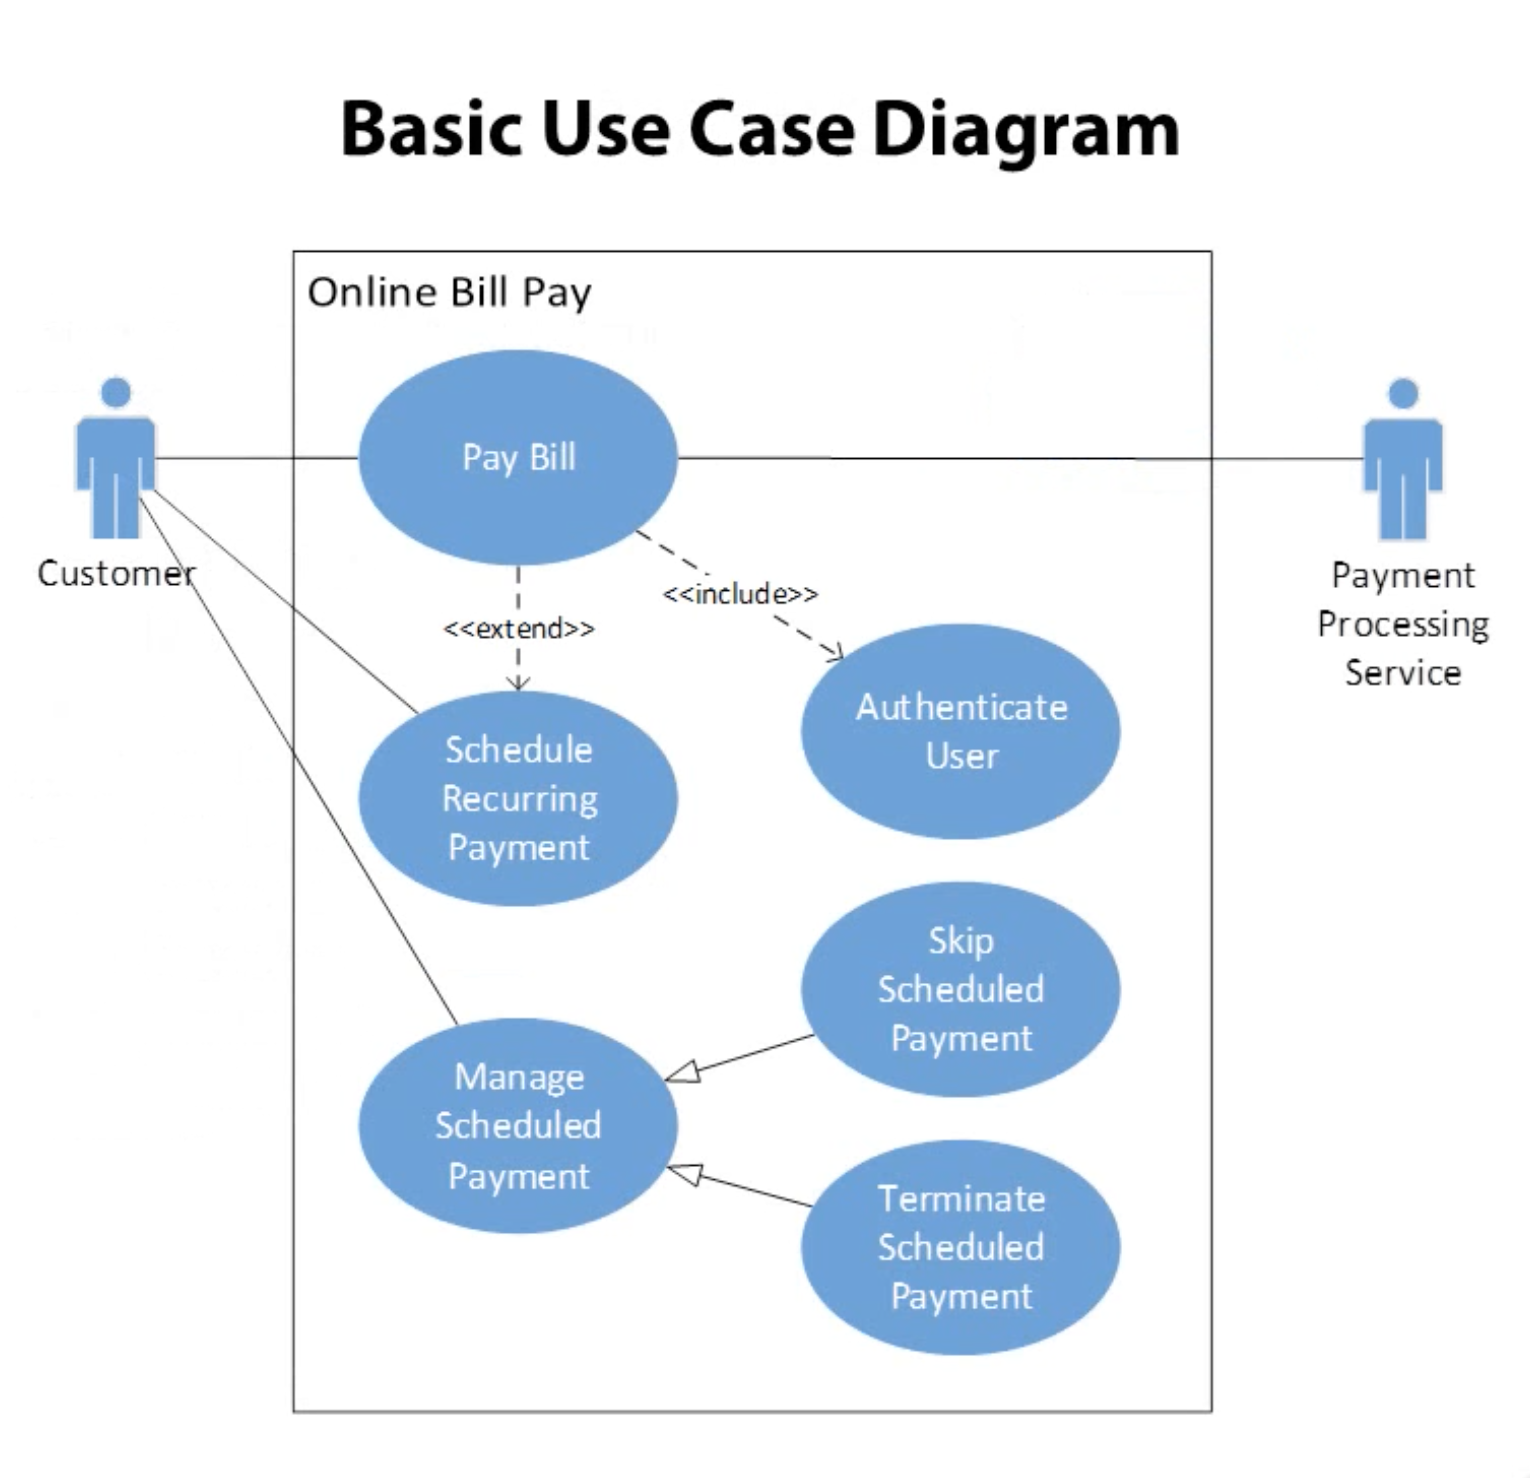 Basic Use Case Diagram
Online Bill Pay
Pay Bill
Customer
<<include>>
<<extend>>
Payment
Processing
Service
Authenticate
User
Schedule
Recurring
Payment
Skip
Scheduled
Payment
Manage
Scheduled
Payment
Terminate
Scheduled
Payment